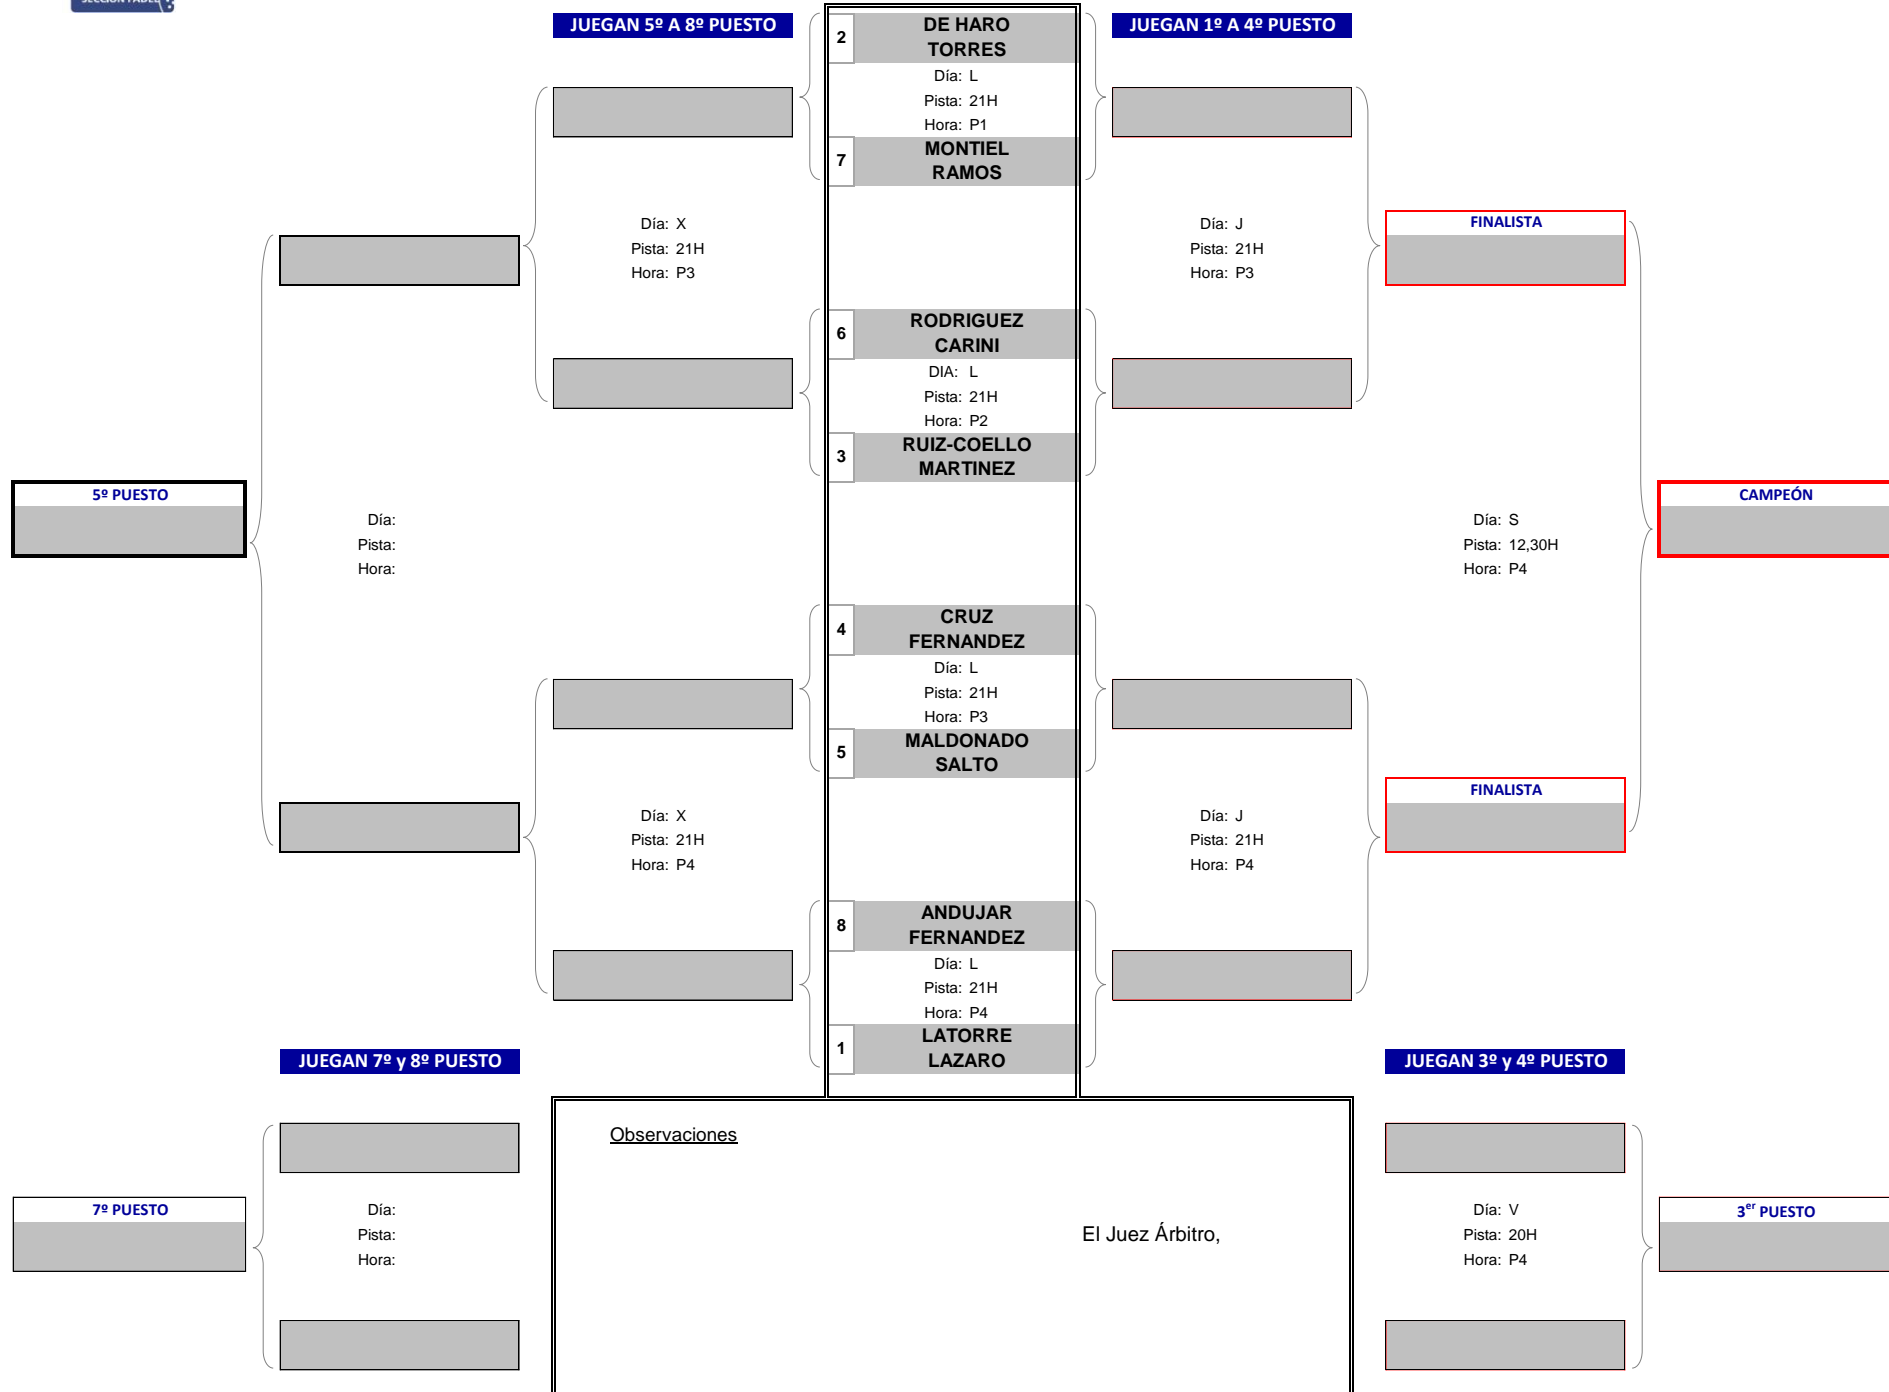 SECCIÓN PADEL
JUEGAN 5º A 8º PUESTO
JUEGAN 1º A 4º PUESTO
2
DE HARO
TORRES
Día: L
Pista: 21H
Hora: P1
7
MONTIEL
RAMOS
Día: X
Pista: 21H
Hora: P3
Día: J
Pista: 21H
Hora: P3
FINALISTA
6
RODRIGUEZ
CARINI
DIA: L
Pista: 21H
Hora: P2
3
RUIZ-COELLO
MARTINEZ
5º PUESTO
Día:
Pista:
Hora:
Día: S
Pista: 12,30H
Hora: P4
CAMPEÓN
4
CRUZ
FERNANDEZ
Día: L
Pista: 21H
Hora: P3
5
MALDONADO
SALTO
Día: X
Pista: 21H
Hora: P4
Día: J
Pista: 21H
Hora: P4
FINALISTA
8
ANDUJAR
FERNANDEZ
Día: L
Pista: 21H
Hora: P4
1
LATORRE
LAZARO
JUEGAN 7º y 8º PUESTO
JUEGAN 3º y 4º PUESTO
Observaciones
7º PUESTO
Día:
Pista:
Hora:
El Juez Árbitro,
Día: V
Pista: 20H
Hora: P4
3er PUESTO